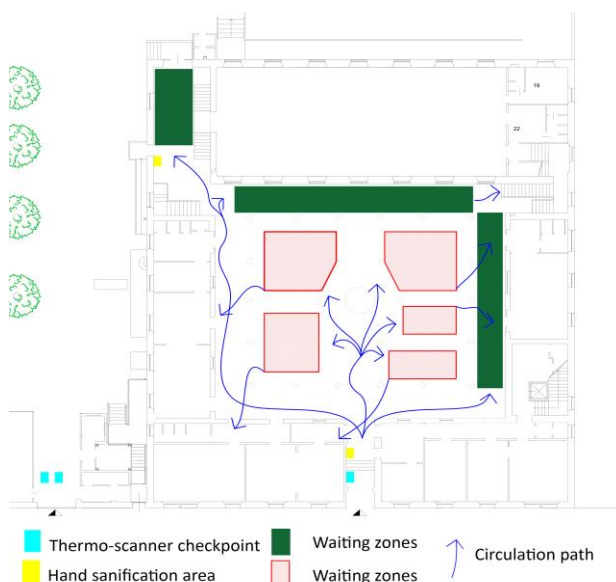 19
22
Thermo-scanner checkpoint
Waiting zones
Circulation path
Hand sanification area
Waiting zones